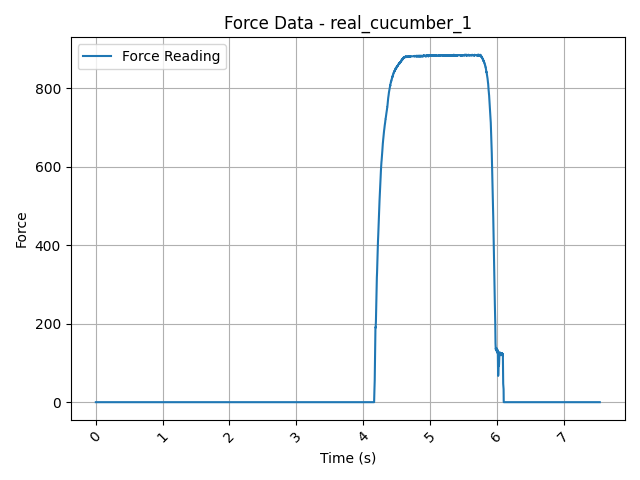 Force Data - real_cucumber_1
Force Reading
800
600
400
200
0
Force
0 1 2 3 4 5 6 7
Time (s)